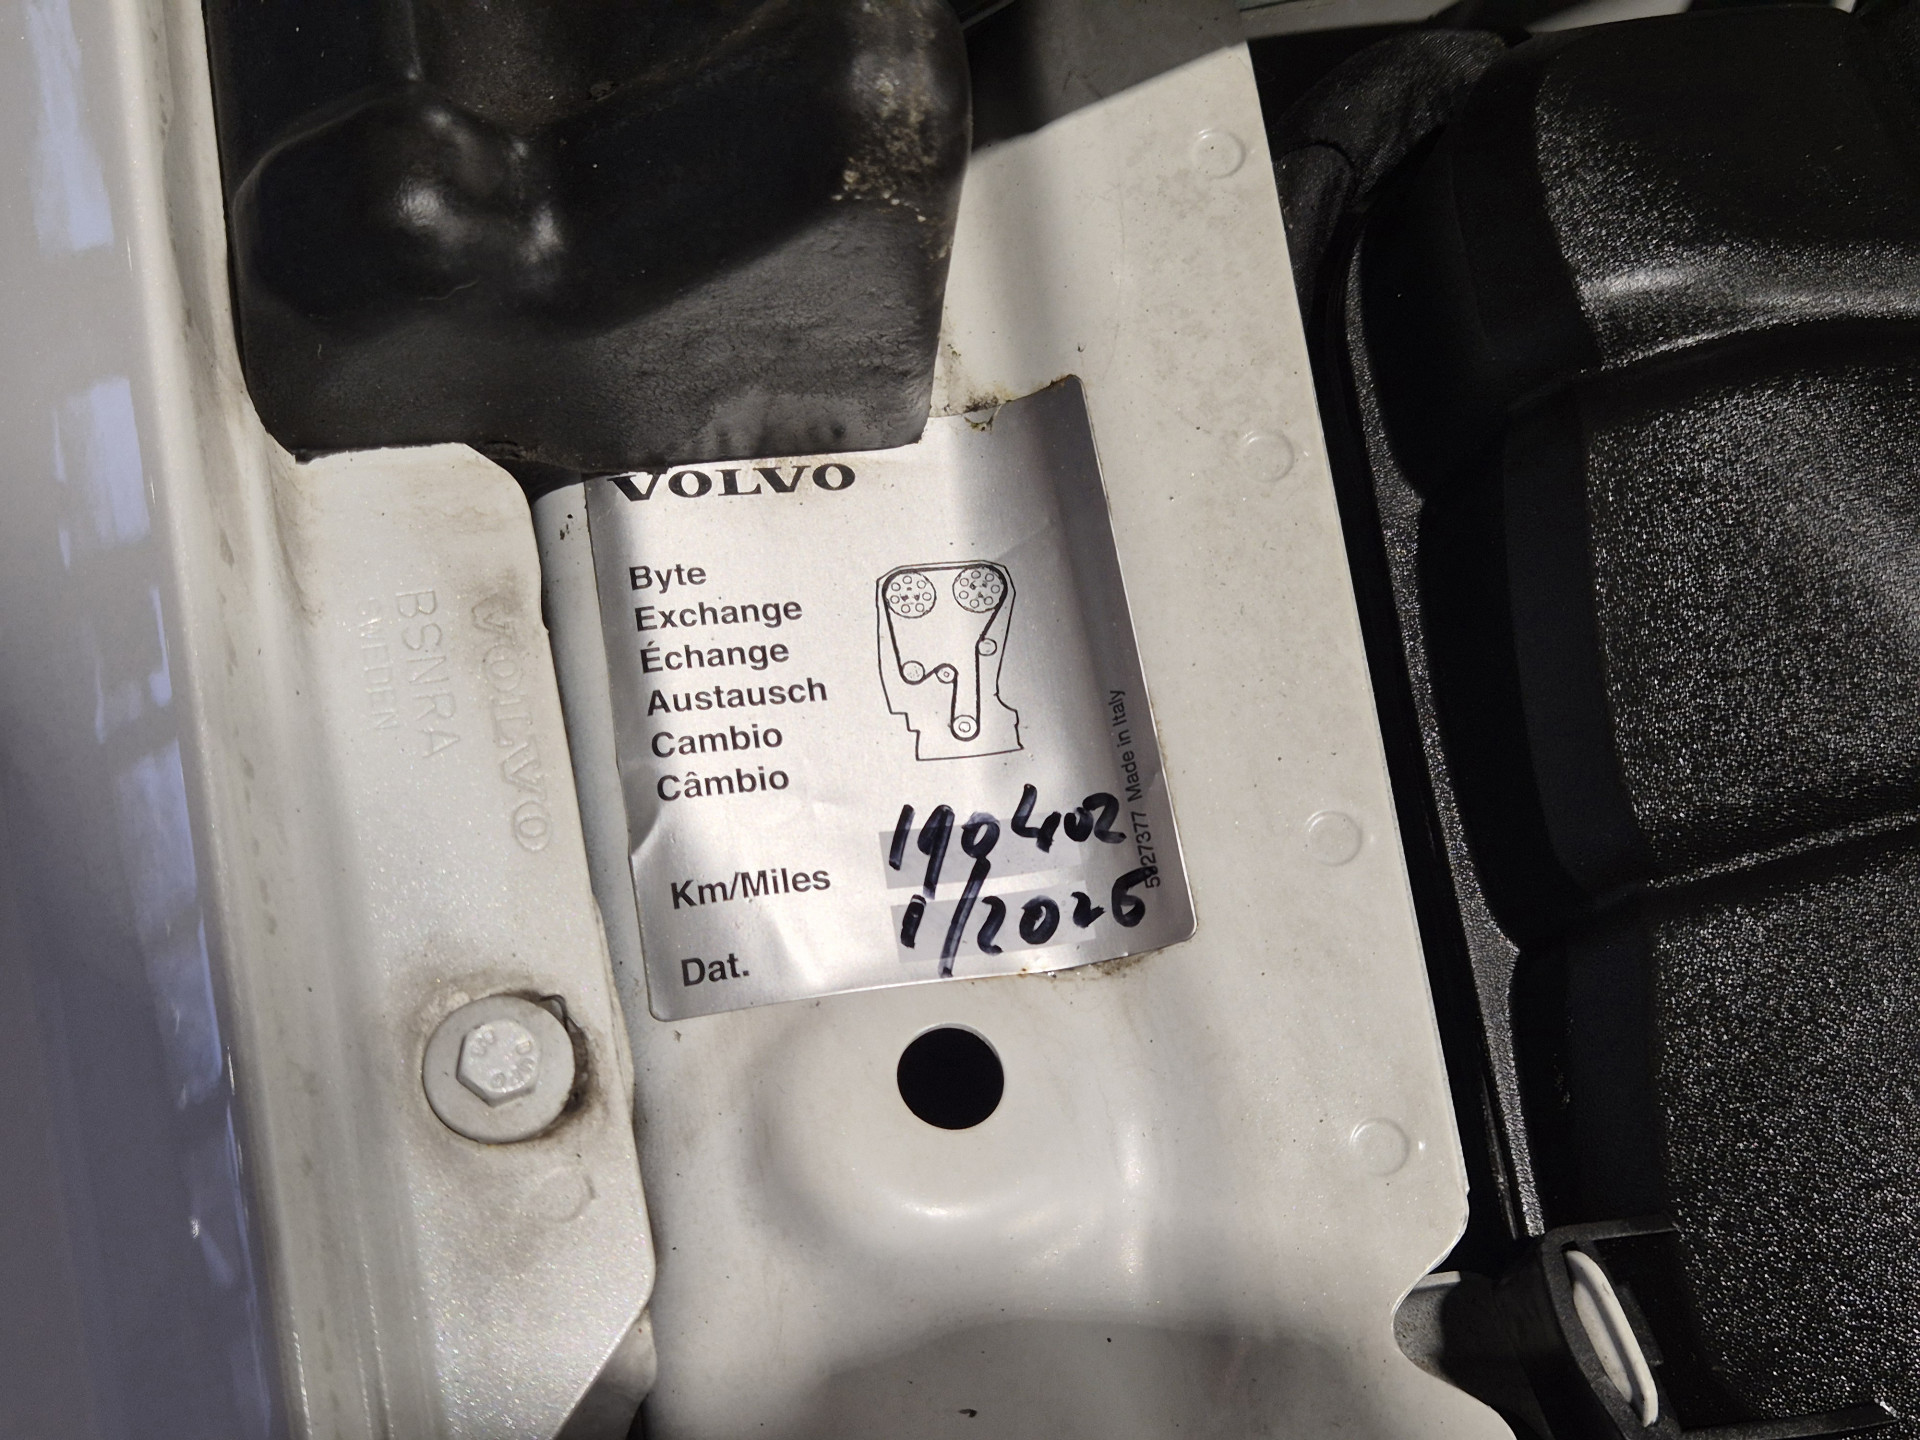 VOLVO
Byte
Exchange
Échange
Austausch
Cambio
Câmbio
Km/Miles 190402
Dat. 1/2026
5927377 Made in Italy
VOLVO
BSNRA
SWEDEN